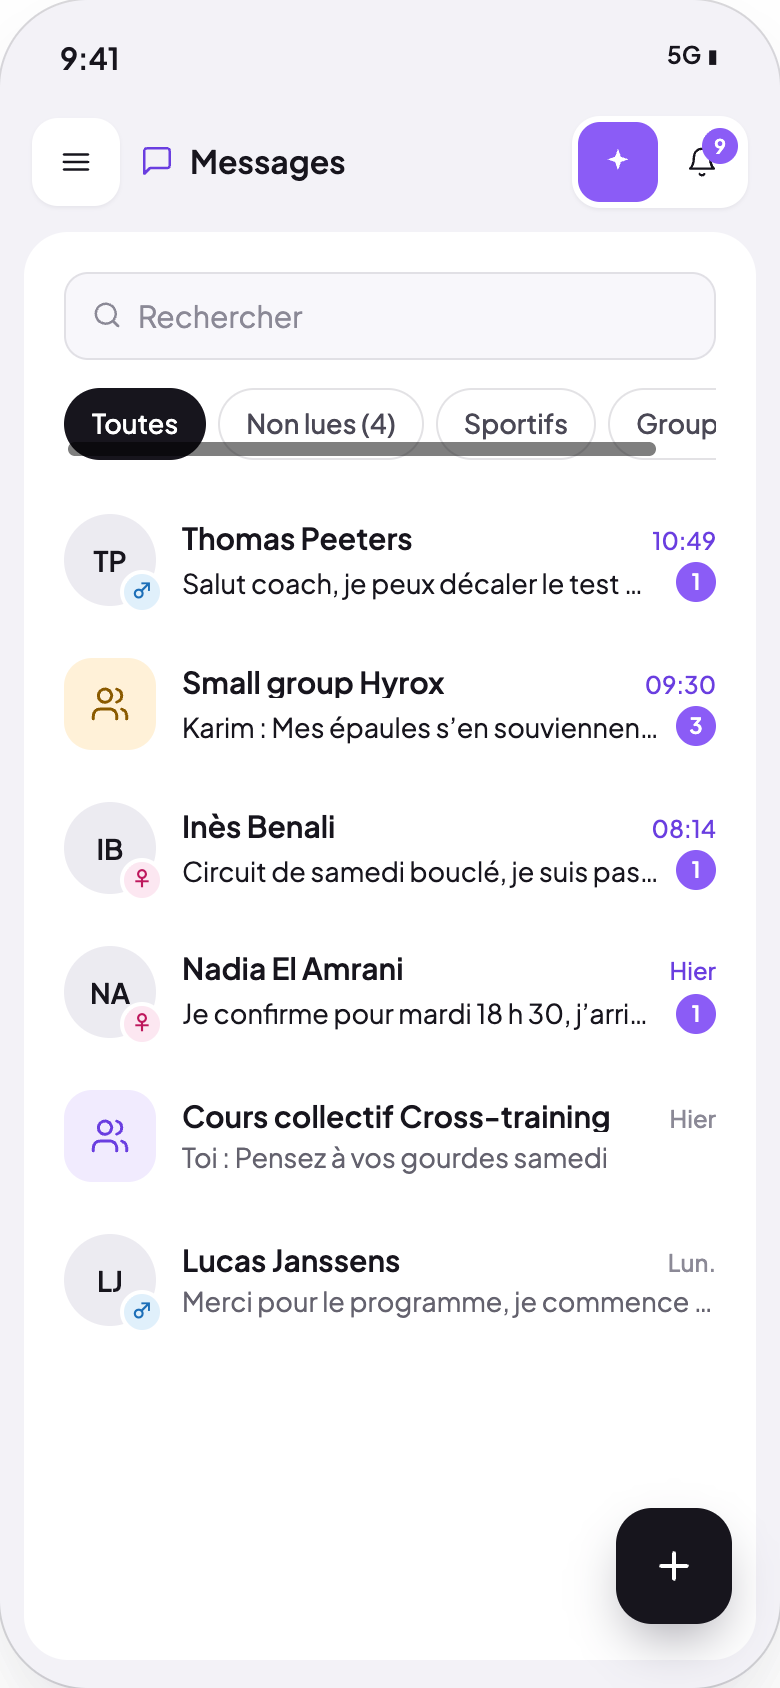 9:41
5G
Messages
9
Rechercher
Toutes
Non lues (4)
Sportifs
Group
TP
Thomas Peeters
10:49
Salut coach, je peux décaler le test ...
1
Small group Hyrox
09:30
Karim : Mes épaules s’en souviennen...
3
IB
Inès Benali
08:14
Circuit de samedi bouclé, je suis pas...
1
NA
Nadia El Amrani
Hier
Je confirme pour mardi 18 h 30, j’arri...
1
Cours collectif Cross-training
Hier
Toi : Pensez à vos gourdes samedi
LJ
Lucas Janssens
Lun.
Merci pour le programme, je commence ...